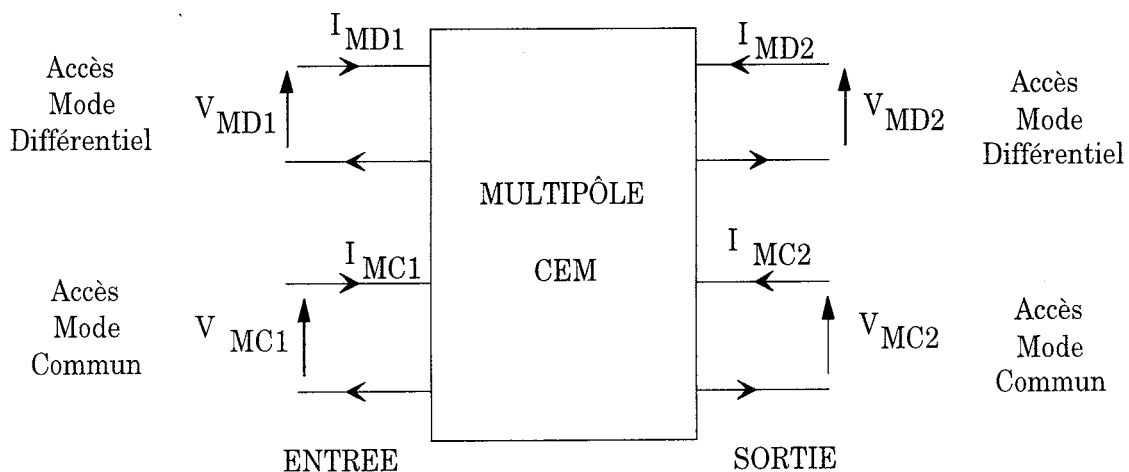 I MD1
I MD2
Accès
Mode
Différentiel
V MD1
V MD2
Accès
Mode
Différentiel
MULTIPÔLE
CEM
I MC1
I MC2
Accès
Mode
Commun
V MC1
V MC2
Accès
Mode
Commun
ENTREE
SORTIE